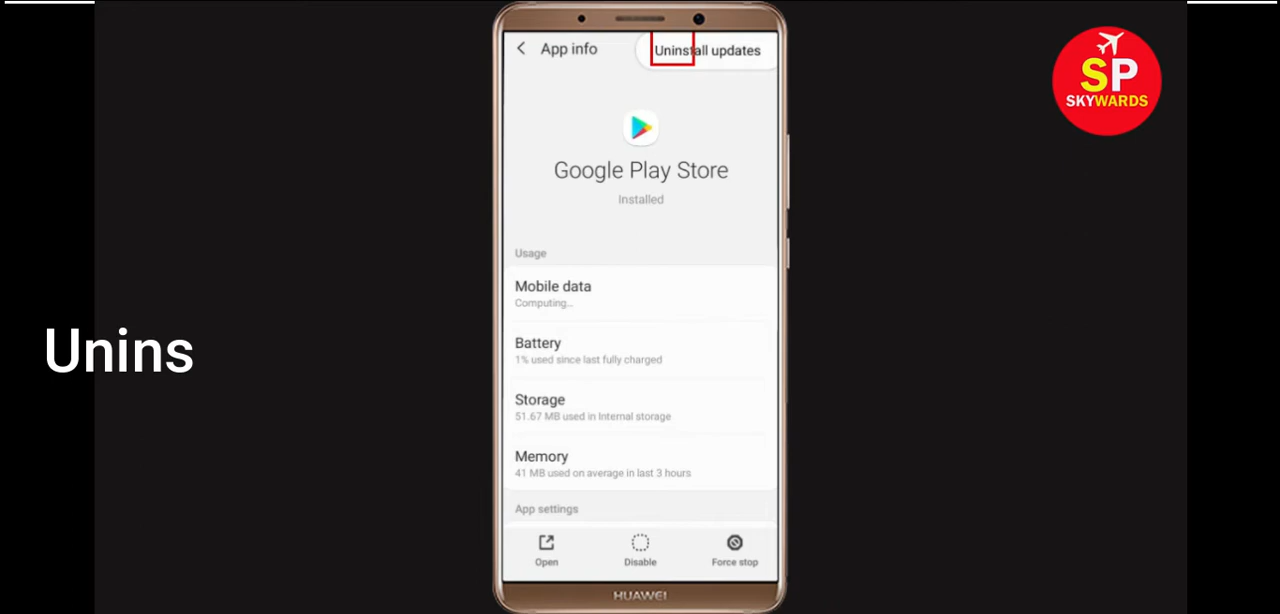 App info
Uninstall updates
SP
SKYWARDS
Google Play Store
Installed
Usage
Mobile data
Computing...
Unins
Battery
1% used since last fully charged
Storage
51.67 MB used in Internal storage
Memory
41 MB used on average in last 3 hours
App settings
Open
Disable
Force stop
HUAWEI